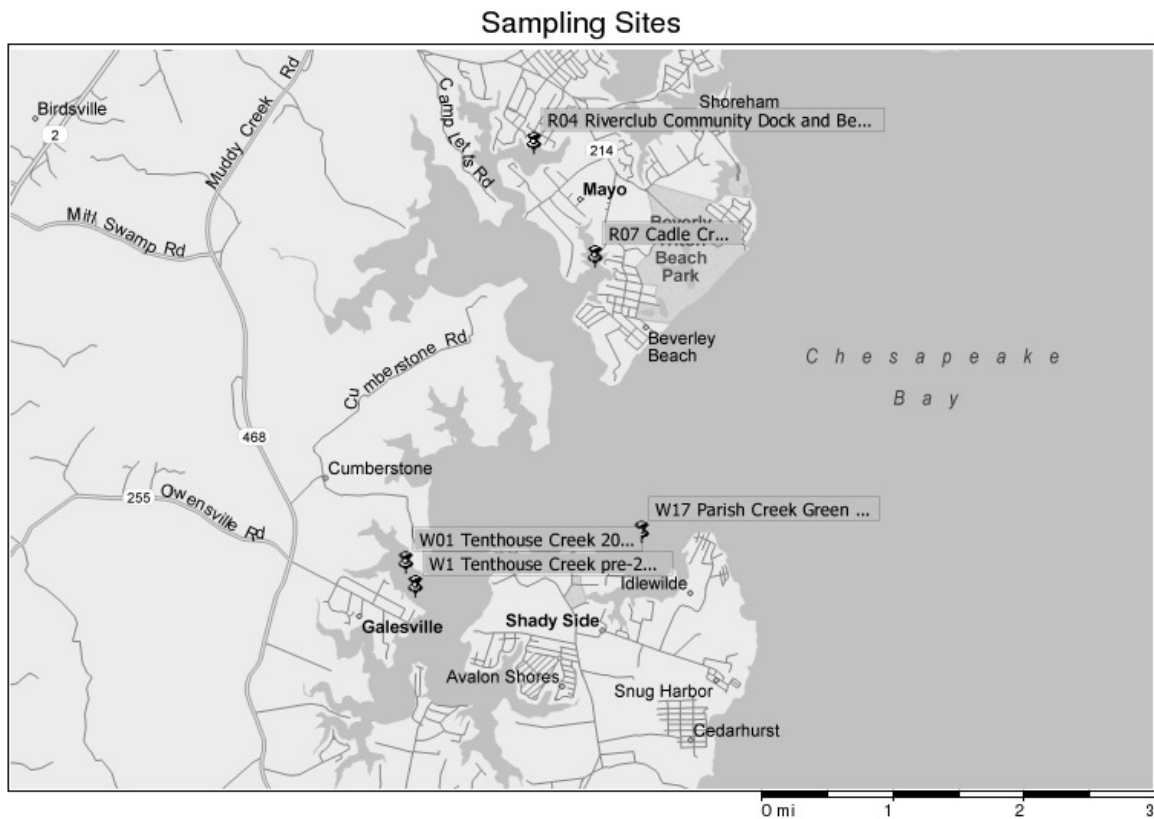 Sampling Sites
Birdsville
2
Muddy Creek Rd
Camp Letts Rd
Shoreham
R04 Riverclub Community Dock and Be...
214
Mayo
Mill Swamp Rd
R07 Cadle Cr...
Beverly
Beach
Park
Beverley
Beach
Cumberstone Rd
Chesapeake
Bay
468
Cumberstone
255
Owensville Rd
W17 Parish Creek Green ...
W01 Tenthouse Creek 20...
W1 Tenthouse Creek pre-2...
Idlewilde
Galesville
Shady Side
Avalon Shores
Snug Harbor
Cedarhurst
0 mi 1 2 3